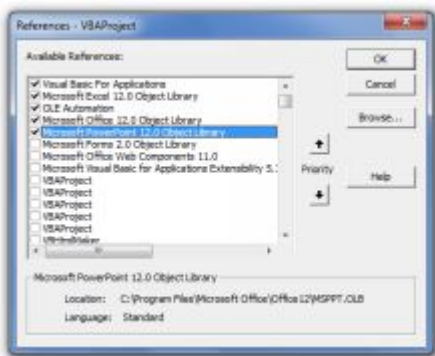 References - VBAProject
Available References:
OK
Visual Basic For Applications
Microsoft Excel 12.0 Object Library
Cancel
OLE Automation
Microsoft Office 12.0 Object Library
Browse...
Microsoft PowerPoint 12.0 Object Library
Microsoft Forms 2.0 Object Library
Microsoft Office Web Components 11.0
Microsoft Visual Basic for Applications Extensibility 5.
Priority
Help
VBAProject
VBAProject
VBAProject
VBAProject
VBAProject
Microsoft PowerPoint 12.0 Object Library
Location: C:\Program Files\Microsoft Office\Office12\MSPPT.OLB
Language: Standard